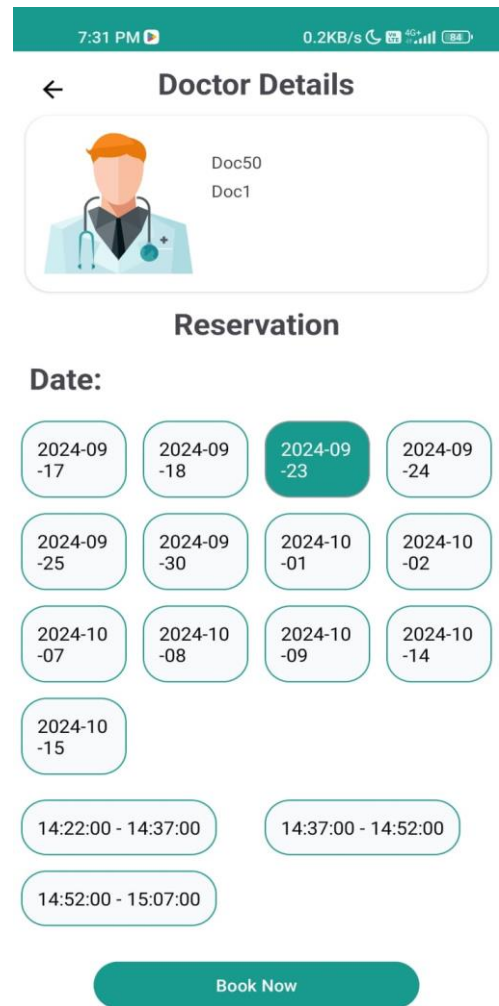 7:31 PM 0.2KB/s Vo LTE 4G+ 84
Doctor Details
Doc50
Doc1
Reservation
Date:
2024-09 2024-09 2024-09 2024-09
-17 -18 -23 -24
2024-09 2024-09 2024-10 2024-10
-25 -30 -01 -02
2024-10 2024-10 2024-10 2024-10
-07 -08 -09 -14
2024-10
-15
14:22:00 - 14:37:00 14:37:00 - 14:52:00
14:52:00 - 15:07:00
Book Now